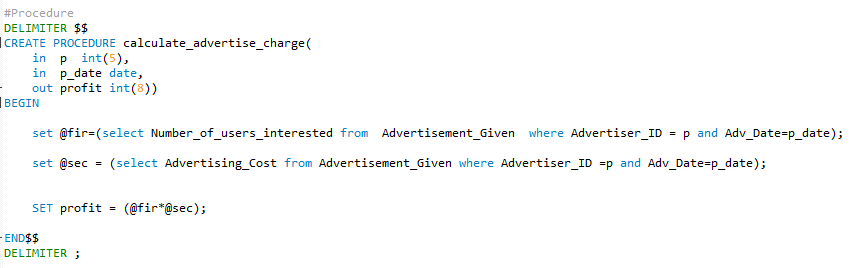 #Procedure
DELIMITER $$
CREATE PROCEDURE calculate_advertise_charge(
    in  p  int(5),
    in  p_date date,
    out profit int(8))
BEGIN
    set @fir=(select Number_of_users_interested from  Advertisement_Given  where Advertiser_ID = p and Adv_Date=p_date);
    set @sec = (select Advertising_Cost from Advertisement_Given where Advertiser_ID =p and Adv_Date=p_date);
    SET profit = (@fir*@sec);
END$$
DELIMITER ;